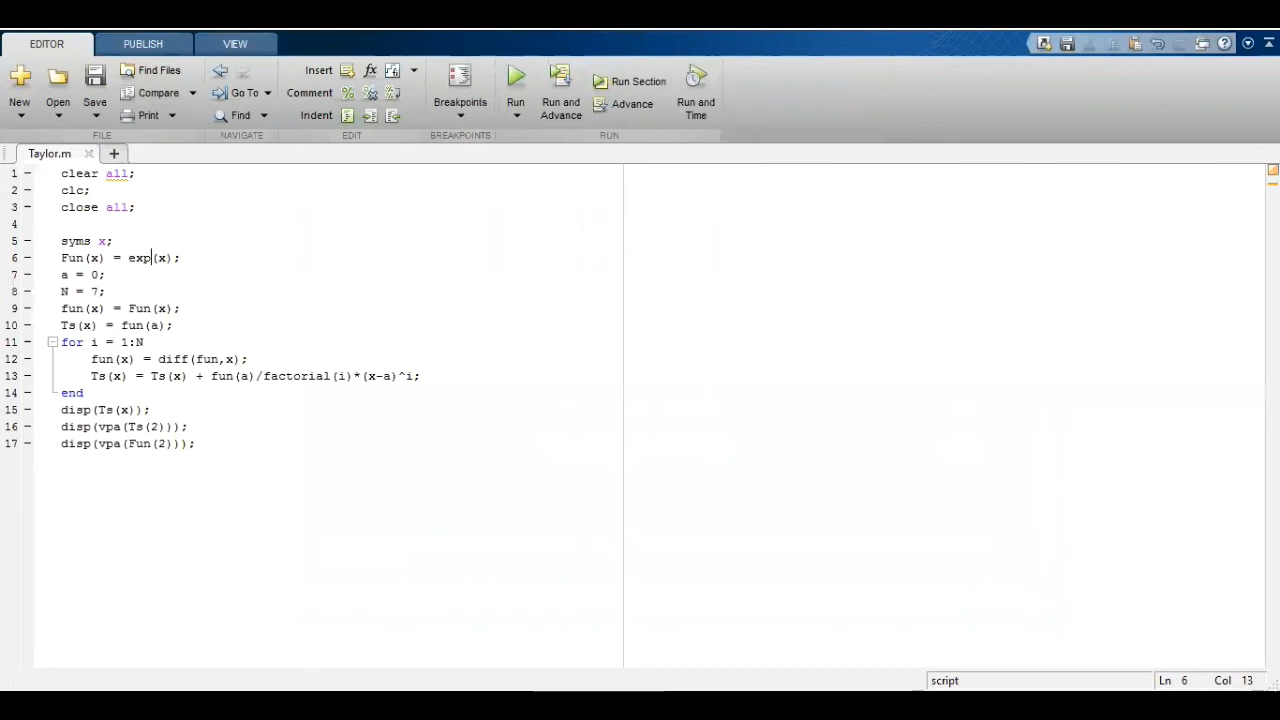 EDITOR PUBLISH VIEW
New Open Save Find Files Compare Print Go To Find Insert fx Comment % Indent Breakpoints Run Run and Advance Run Section Advance Run and Time
FILE NAVIGATE EDIT BREAKPOINTS RUN
Taylor.m
1 clear all;
2 clc;
3 close all;
4
5 syms x;
6 Fun(x) = exp(x);
7 a = 0;
8 N = 7;
9 fun(x) = Fun(x);
10 Ts(x) = fun(a);
11 for i = 1:N
12 fun(x) = diff(fun,x);
13 Ts(x) = Ts(x) + fun(a)/factorial(i)*(x-a)^i;
14 end
15 disp(Ts(x));
16 disp(vpa(Ts(2)));
17 disp(vpa(Fun(2)));
script Ln 6 Col 13